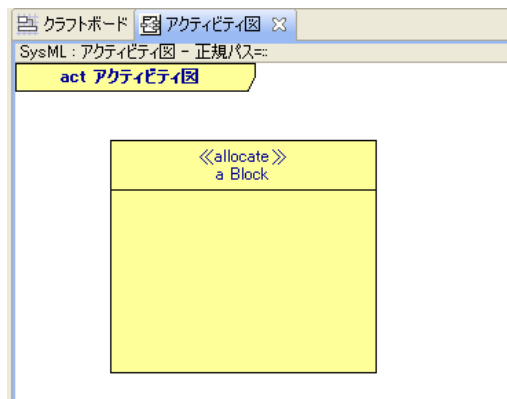 クラフトボード アクティビティ図
SysML : アクティビティ図 - 正規パス=::
act アクティビティ図
≪allocate≫
a Block